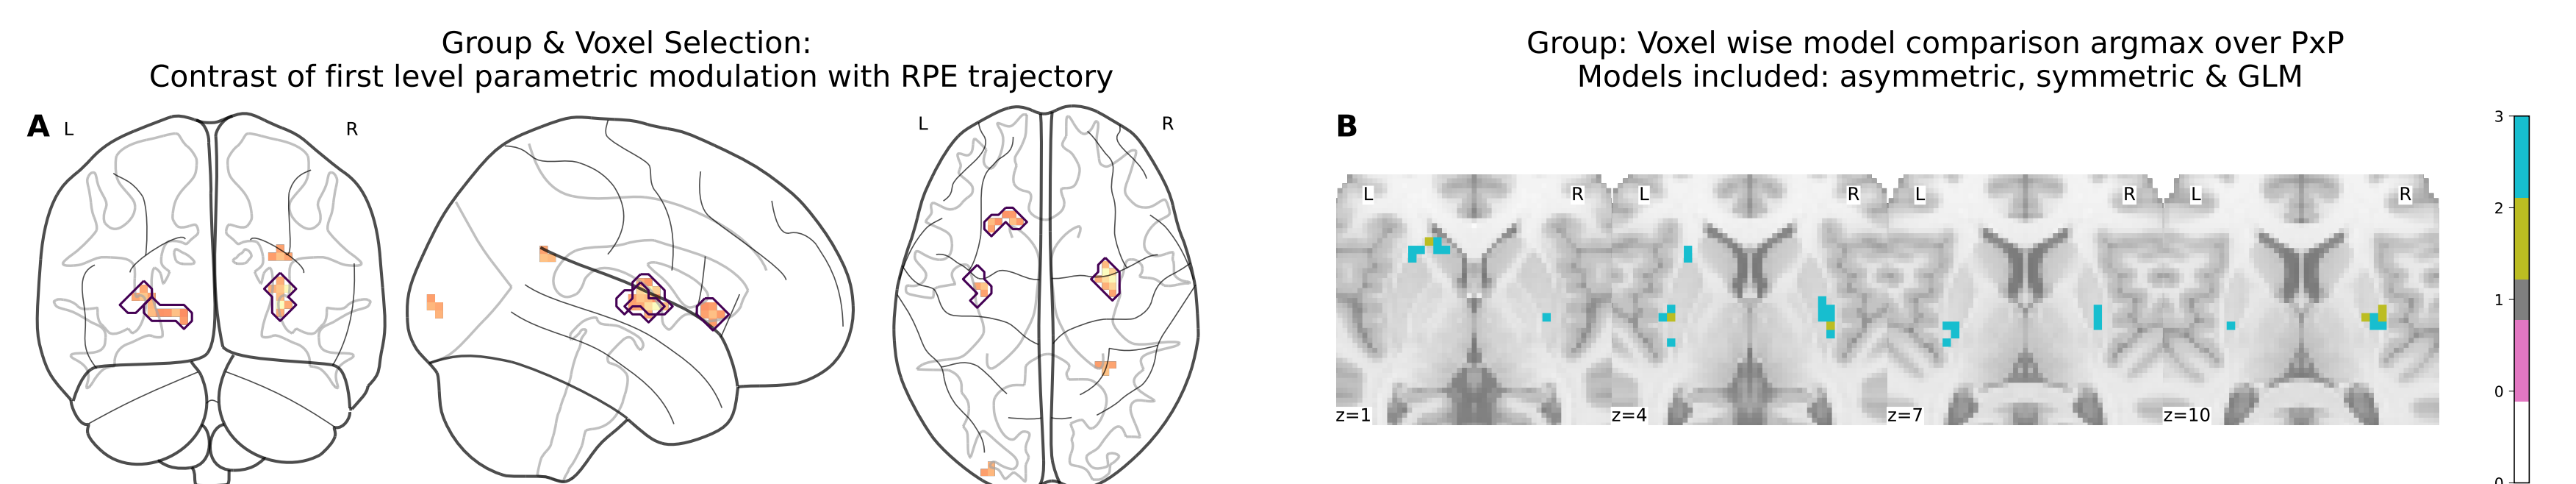 Group & Voxel Selection:
Contrast of first level parametric modulation with RPE trajectory
A L R L R
Group: Voxel wise model comparison argmax over PxP
Models included: asymmetric, symmetric & GLM
B
L R L R L R L R
z=1 z=4 z=7 z=10
3
2
1
0
0